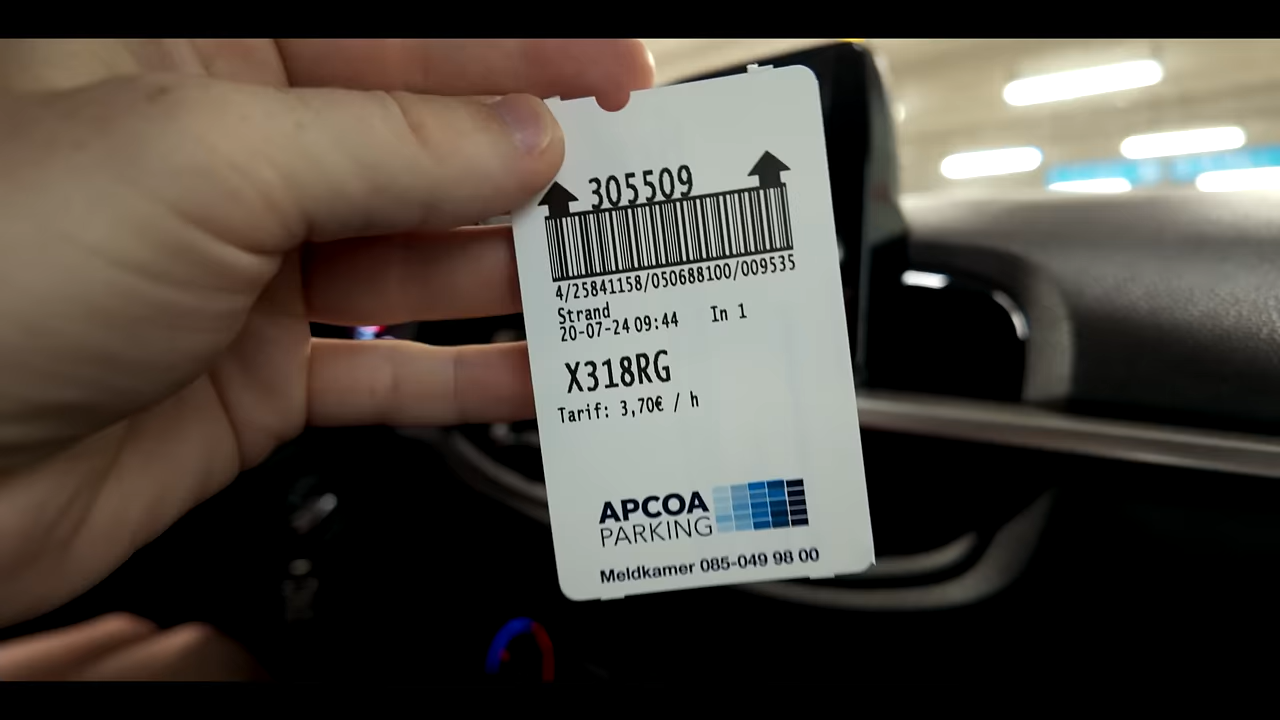 305509
4/25841158/050688100/009535
Strand
20-07-24 09:44 In 1
X318RG
Tarif: 3,70€ / h
APCOA
PARKING
Meldkamer 085-049 98 00